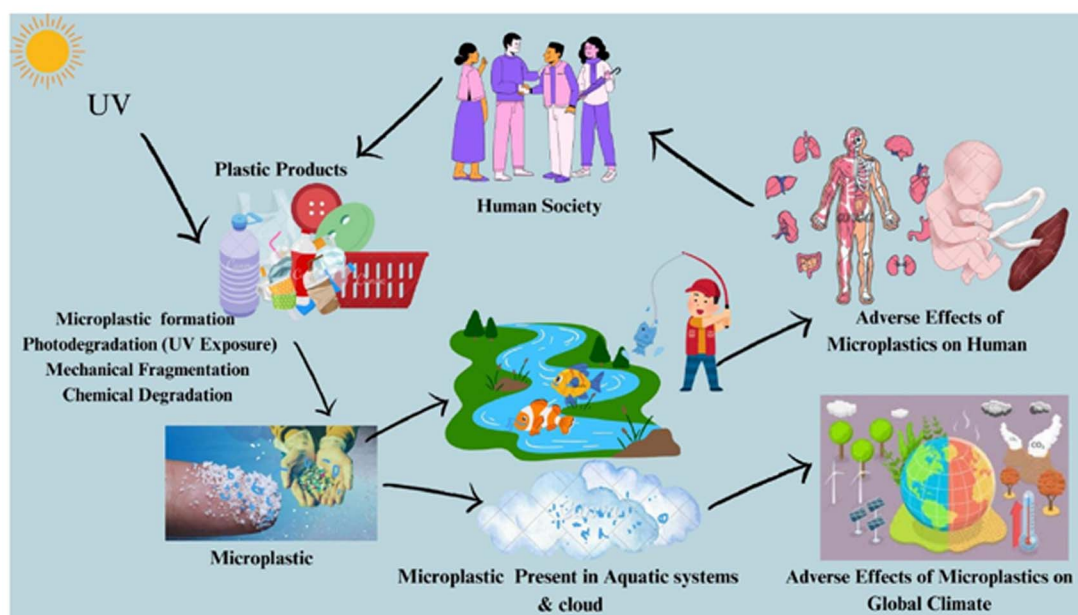 UV
Plastic Products
Human Society
Microplastic formation
Photodegradation (UV Exposure)
Mechanical Fragmentation
Chemical Degradation
Adverse Effects of
Microplastics on Human
CO₂
Microplastic
Microplastic Present in Aquatic systems
& cloud
Adverse Effects of Microplastics on
Global Climate